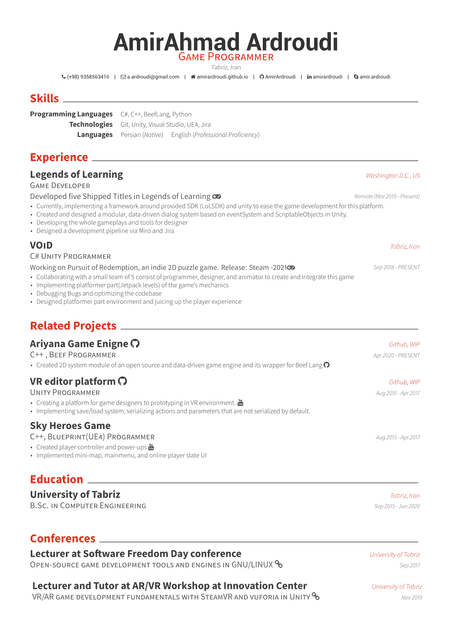 AmirAhmad Ardroudi
Game Programmer
Tabriz, Iran
(+98) 9358563416 | a.ardroudi@gmail.com | amirardroudi.github.io | AmirArdroudi | amirardroudi | amir.ardroudi
Skills
Programming Languages C#, C++, BeefLang, Python
Technologies Git, Unity, Visual Studio, UE4, Jira
Languages Persian (Native) English (Professional Proficiency)
Experience
Legends of Learning Washington D.C., US
Game Developer
Developed five Shipped Titles in Legends of Learning Remote (Mar 2019 - Present)
• Currently, implementing a framework around provided SDK (LoLSDK) and unity to ease the game development for this platform.
• Created and designed a modular, data-driven dialog system based on eventSystem and ScriptableObjects in Unity.
• Developing the whole gameplays and tools for designer
• Designed a development pipeline via Miro and Jira
VOID Tabriz, Iran
C# Unity Programmer
Working on Pursuit of Redemption, an indie 2D puzzle game. Release: Steam -2021 Sep 2018 - PRESENT
• Collaborating with a small team of 5 consist of programmer, designer, and animator to create and integrate this game
• Implementing platformer part(Jetpack levels) of the game's mechanics
• Debugging Bugs and optimizing the codebase
• Designed platformer part environment and juicing up the player experience
Related Projects
Ariyana Game Enigne Github, WIP
C++ , Beef Programmer Apr 2020 - PRESENT
• Created 2D system module of an open source and data-driven game engine and its wrapper for Beef Lang
VR editor platform Github, WIP
Unity Programmer Aug 2015 - Apr 2017
• Creating a platform for game designers to prototyping in VR environment.
• Implementing save/load system, serializing actions and parameters that are not serialized by default.
Sky Heroes Game
C++, Blueprint(UE4) Programmer Aug 2015 - Apr 2017
• Created player controller and power-ups
• Implemented mini-map, mainmenu, and online player state UI
Education
University of Tabriz Tabriz, Iran
B.Sc. in Computer Engineering Sep 2015 - Jun 2020
Conferences
Lecturer at Software Freedom Day conference University of Tabriz
Open-source game development tools and engines in GNU/LINUX Sep 2017
Lecturer and Tutor at AR/VR Workshop at Innovation Center University of Tabriz
VR/AR game development fundamentals with SteamVR and vuforia in Unity Nov 2019